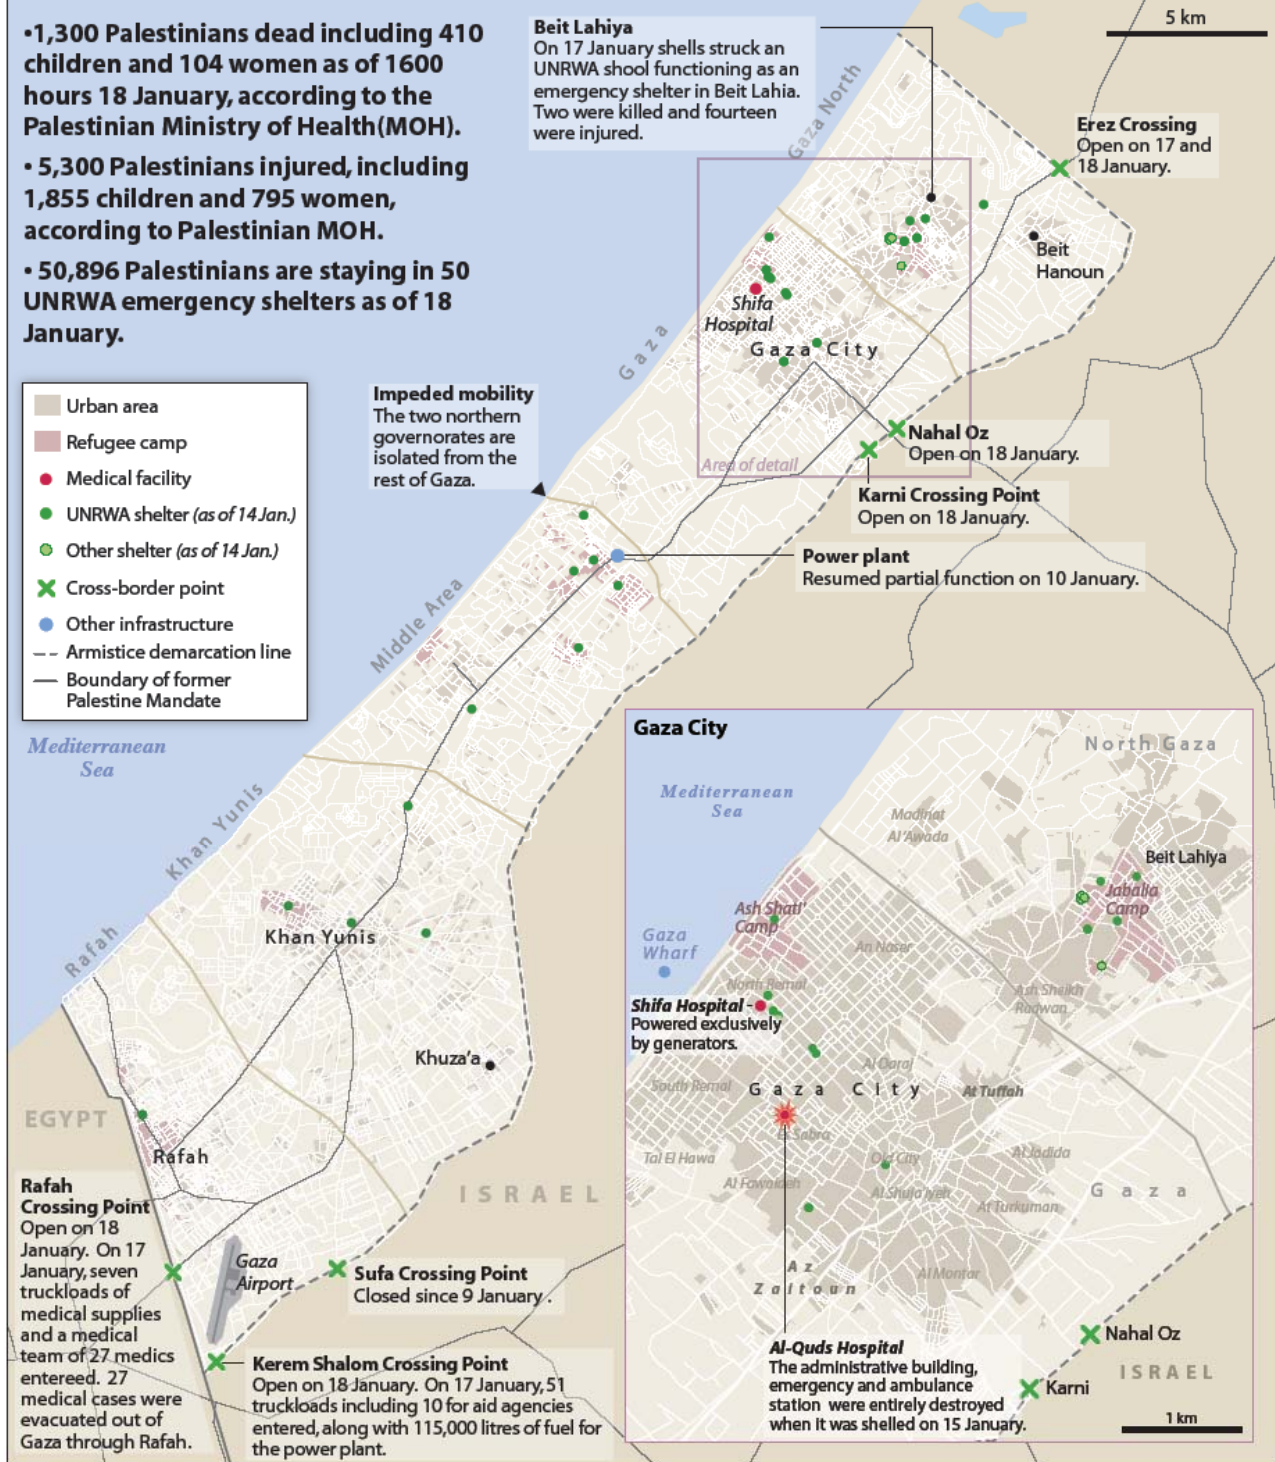 •1,300 Palestinians dead including 410
children and 104 women as of 1600
hours 18 January, according to the
Palestinian Ministry of Health(MOH).
• 5,300 Palestinians injured, including
1,855 children and 795 women,
according to Palestinian MOH.
• 50,896 Palestinians are staying in 50
UNRWA emergency shelters as of 18
January.
Beit Lahiya
On 17 January shells struck an
UNRWA shool functioning as an
emergency shelter in Beit Lahia.
Two were killed and fourteen
were injured.
5 km
Gaza North
Erez Crossing
Open on 17 and
18 January.
Beit
Hanoun
Shifa
Hospital
Gaza City
Gaza
Area of detail
Nahal Oz
Open on 18 January.
Karni Crossing Point
Open on 18 January.
Impeded mobility
The two northern
governorates are
isolated from the
rest of Gaza.
Power plant
Resumed partial function on 10 January.
Urban area
Refugee camp
Medical facility
UNRWA shelter (as of 14 Jan.)
Other shelter (as of 14 Jan.)
Cross-border point
Other infrastructure
Armistice demarcation line
Boundary of former
Palestine Mandate
Middle Area
Mediterranean
Sea
Khan Yunis
Khan Yunis
Rafah
Khuza'a
EGYPT
Rafah
ISRAEL
Rafah
Crossing Point
Open on 18
January. On 17
January, seven
truckloads of
medical supplies
and a medical
team of 27 medics
entereed. 27
medical cases were
evacuated out of
Gaza through Rafah.
Gaza
Airport
Sufa Crossing Point
Closed since 9 January .
Kerem Shalom Crossing Point
Open on 18 January. On 17 January, 51
truckloads including 10 for aid agencies
entered, along with 115,000 litres of fuel for
the power plant.
Gaza City
North Gaza
Mediterranean
Sea
Madinat
Al 'Awada
Beit Lahiya
Jabalia
Camp
Ash Shati'
Camp
Gaza
Wharf
An Naser
North Remal
Ash Sheikh
Radwan
Shifa Hospital -
Powered exclusively
by generators.
Al Daraj
South Remal
Gaza City
At Tuffah
Es Sabra
Tal El Hawa
Old City
Al Jadida
Al Fawaideh
Al Shuja'iyeh
Gaza
At Turkuman
Az
Zaitoun
Al Montar
Al-Quds Hospital
The administrative building,
emergency and ambulance
station were entirely destroyed
when it was shelled on 15 January.
Nahal Oz
ISRAEL
Karni
1 km